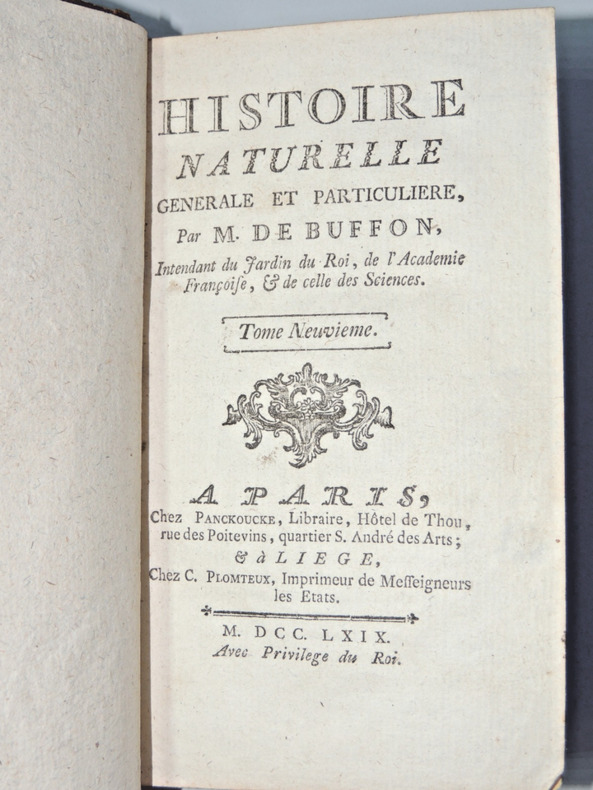 HISTOIRE
NATURELLE
GENERALE ET PARTICULIERE,
Par M. DE BUFFON,
Intendant du Jardin du Roi, de l'Academie
Françoiſe, & de celle des Sciences.
Tome Neuvieme.
A PARIS,
Chez PANCKOUCKE, Libraire, Hôtel de Thou,
rue des Poitevins, quartier S. André des Arts;
& à LIEGE,
Chez C. PLOMTEUX, Imprimeur de Meſſeigneurs
les Etats.
M. DCC. LXIX.
Avec Privilege du Roi.